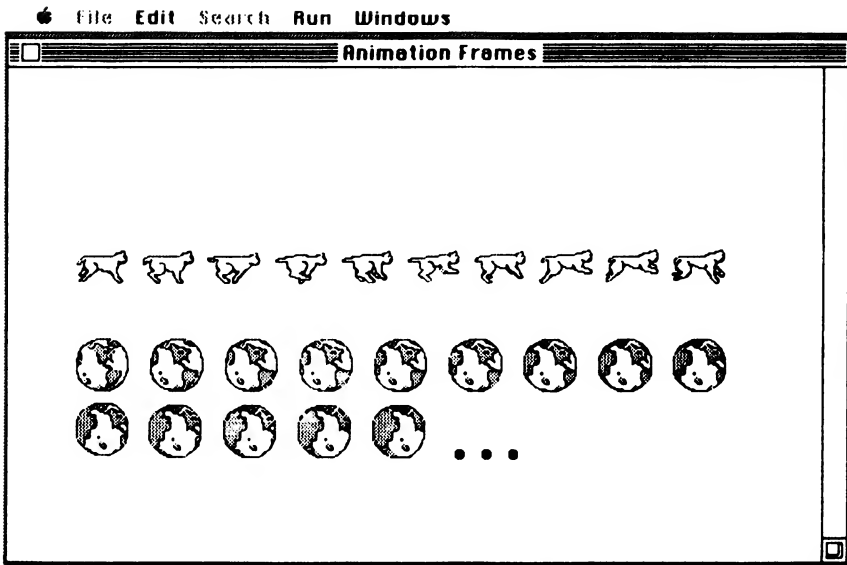 File Edit Search Run Windows
Animation Frames
• • •